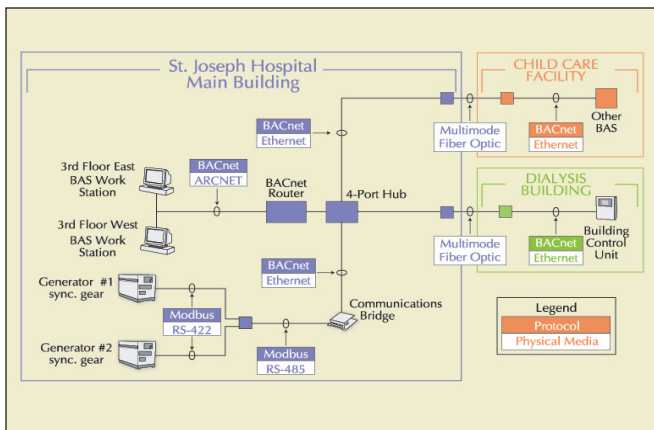 St. Joseph Hospital
Main Building
CHILD CARE
FACILITY
BACnet
Ethernet
Multimode
Fiber Optic
BACnet
Ethernet
Other
BAS
3rd Floor East
BAS Work
Station
BACnet
ARCNET
BACnet
Router
4-Port Hub
DIALYSIS
BUILDING
3rd Floor West
BAS Work
Station
BACnet
Ethernet
Multimode
Fiber Optic
BACnet
Ethernet
Building
Control
Unit
Generator #1
sync. gear
Modbus
RS-422
Communications
Bridge
Generator #2
sync. gear
Modbus
RS-485
Legend
Protocol
Physical Media